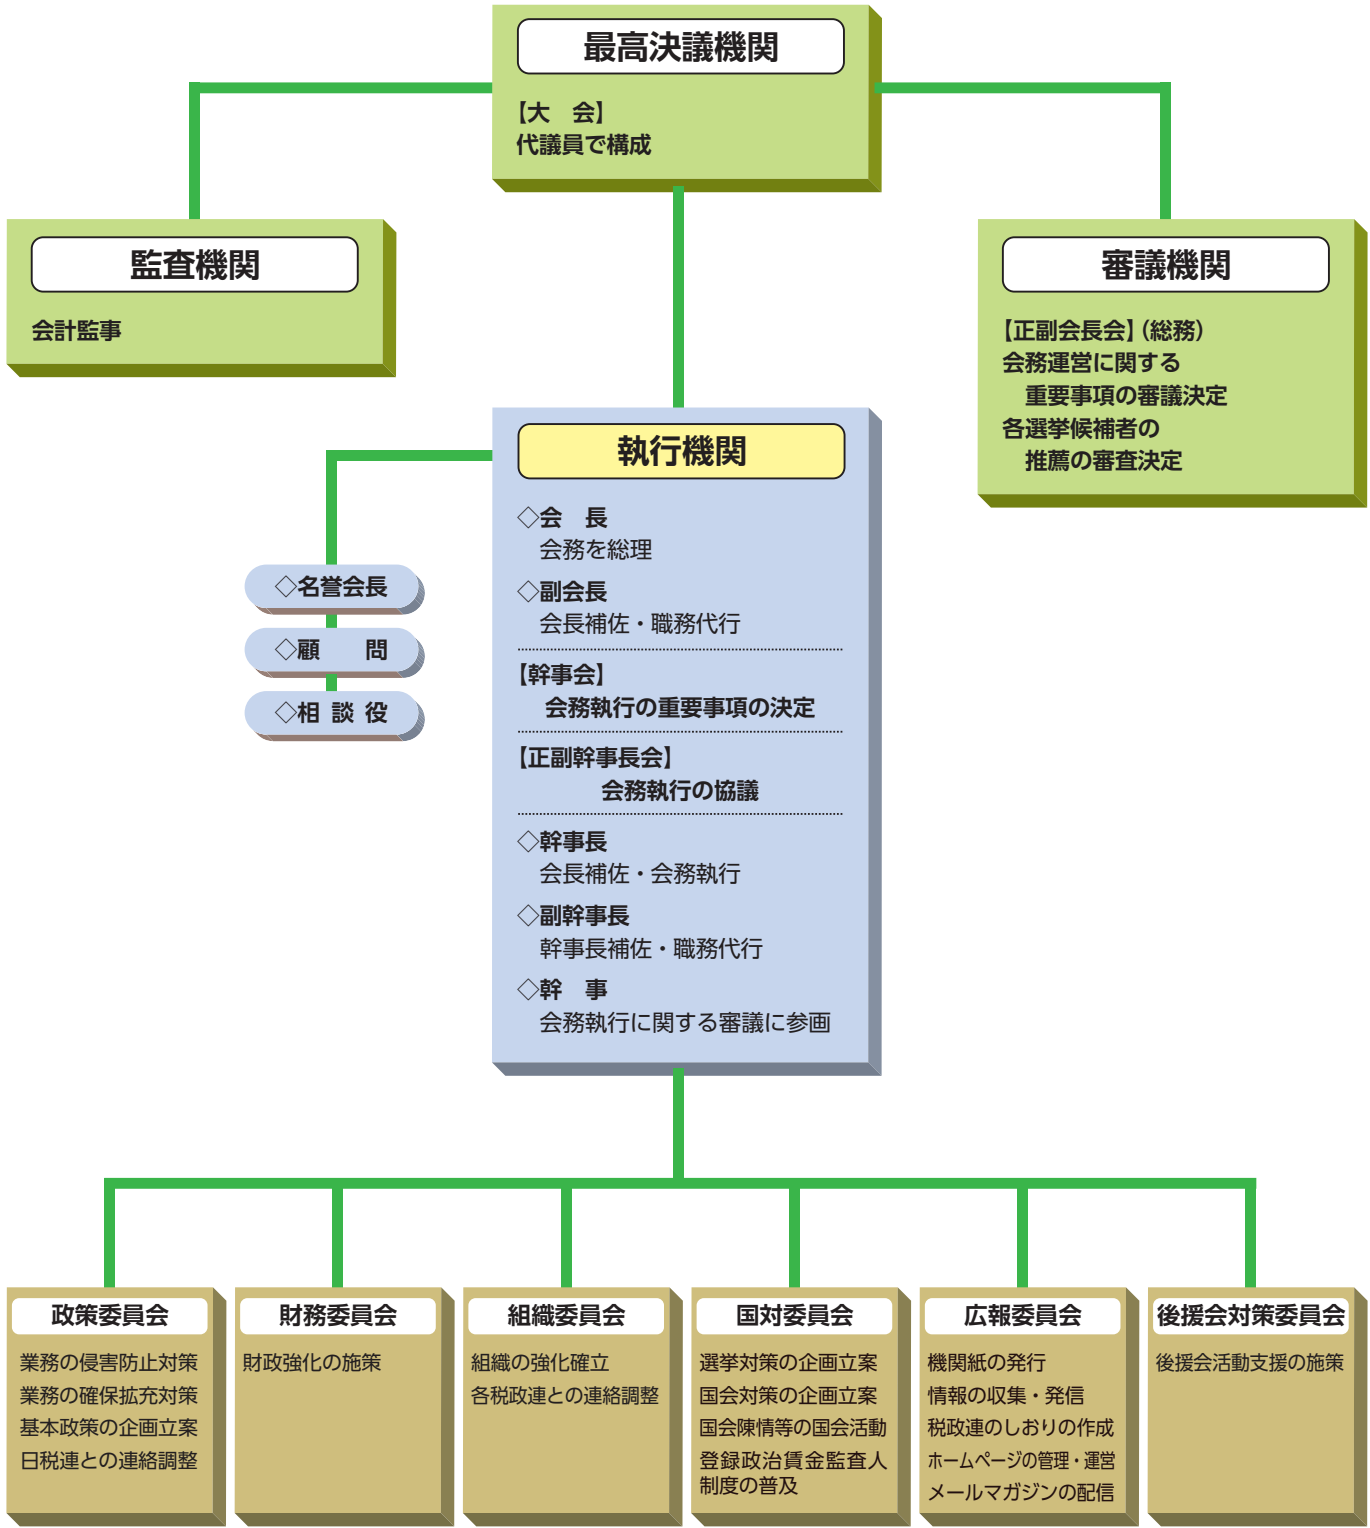 最高決議機関
【大　会】
代議員で構成
監査機関
会計監事
審議機関
【正副会長会】（総務）
会務運営に関する
重要事項の審議決定
各選挙候補者の
推薦の審査決定
執行機関
◇会　長
会務を総理
◇副会長
会長補佐・職務代行
【幹事会】
会務執行の重要事項の決定
【正副幹事長会】
会務執行の協議
◇幹事長
会長補佐・会務執行
◇副幹事長
幹事長補佐・職務代行
◇幹　事
会務執行に関する審議に参画
◇名誉会長
◇顧　　問
◇相 談 役
政策委員会
業務の侵害防止対策
業務の確保拡充対策
基本政策の企画立案
日税連との連絡調整
財務委員会
財政強化の施策
組織委員会
組織の強化確立
各税政連との連絡調整
国対委員会
選挙対策の企画立案
国会対策の企画立案
国会陳情等の国会活動
登録政治賃金監査人
制度の普及
広報委員会
機関紙の発行
情報の収集・発信
税政連のしおりの作成
ホームページの管理・運営
メールマガジンの配信
後援会対策委員会
後援会活動支援の施策